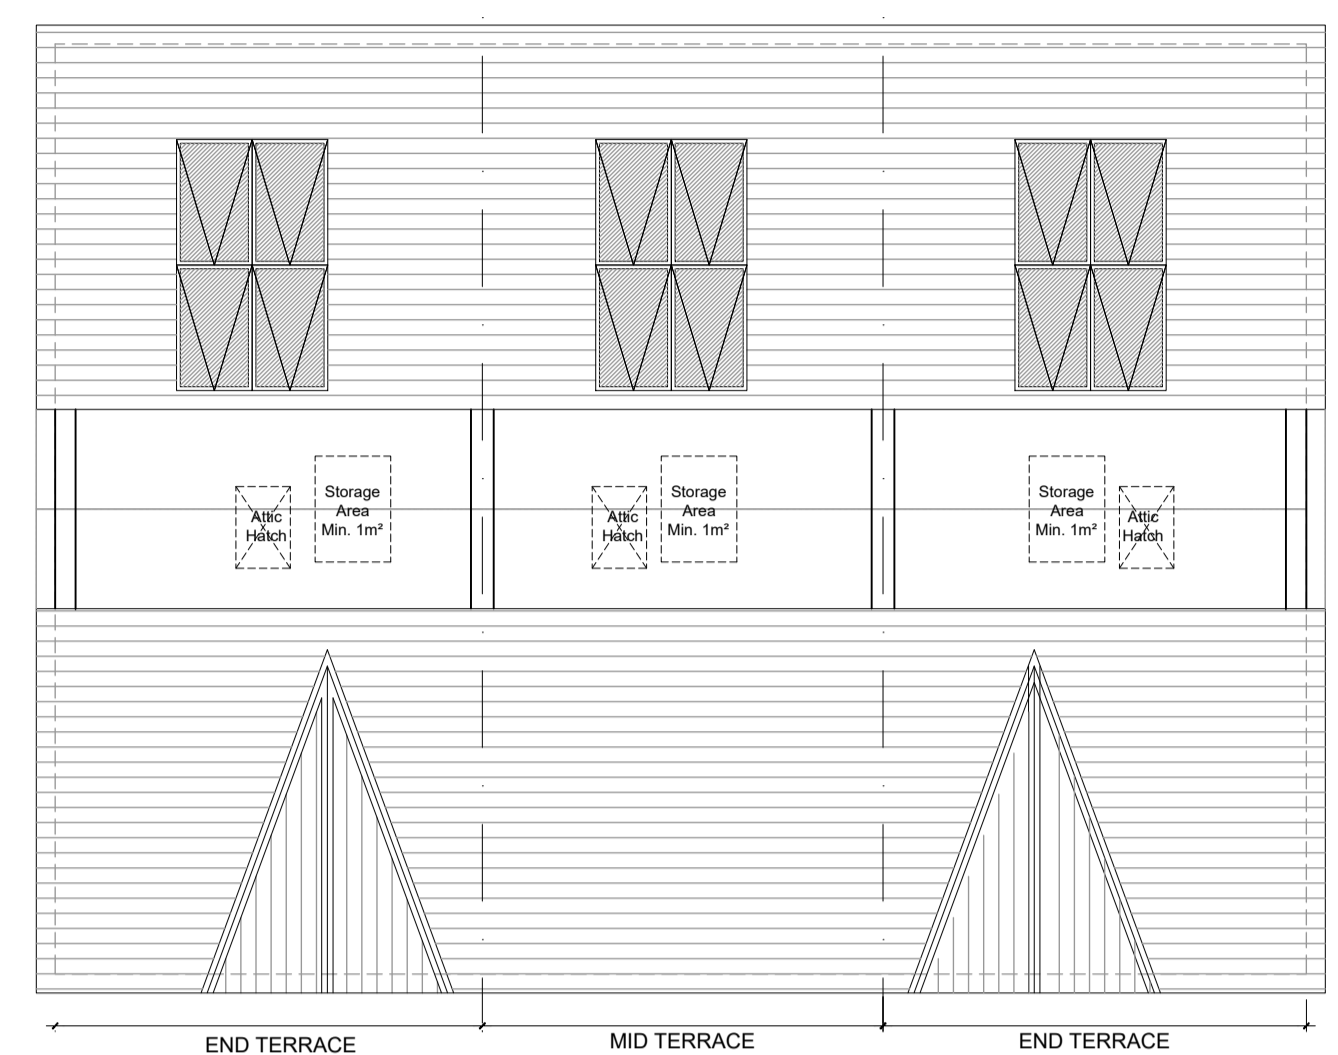 Attic
Hatch
Storage
Area
Min. 1m²
Attic
Hatch
Storage
Area
Min. 1m²
Storage
Area
Min. 1m²
Attic
Hatch
END TERRACE
MID TERRACE
END TERRACE